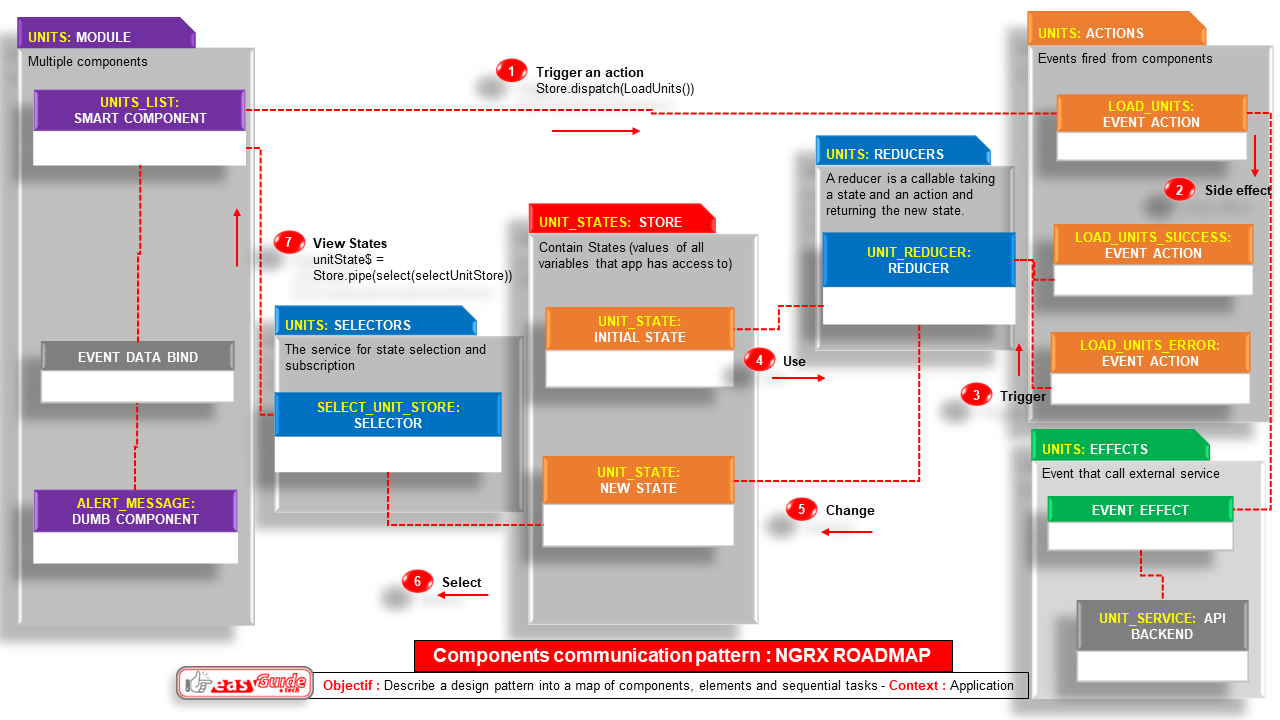 UNITS: MODULE
Multiple components
UNITS_LIST:
SMART COMPONENT
EVENT DATA BIND
ALERT_MESSAGE:
DUMB COMPONENT
1
Trigger an action
Store.dispatch(LoadUnits())
7
View States
unitState$ =
Store.pipe(select(selectUnitStore))
UNITS: SELECTORS
The service for state selection and
subscription
SELECT_UNIT_STORE:
SELECTOR
UNIT_STATES: STORE
Contain States (values of all
variables that app has access to)
UNIT_STATE:
INITIAL STATE
UNIT_STATE:
NEW STATE
4
Use
5
Change
6
Select
UNITS: REDUCERS
A reducer is a callable taking
a state and an action and
returning the new state.
UNIT_REDUCER:
REDUCER
UNITS: ACTIONS
Events fired from components
LOAD_UNITS:
EVENT ACTION
2
Side effect
LOAD_UNITS_SUCCESS:
EVENT ACTION
LOAD_UNITS_ERROR:
EVENT ACTION
3
Trigger
UNITS: EFFECTS
Event that call external service
EVENT EFFECT
UNIT_SERVICE: API
BACKEND
Components communication pattern : NGRX ROADMAP
easyGuide
.tech
Objectif : Describe a design pattern into a map of components, elements and sequential tasks - Context : Application